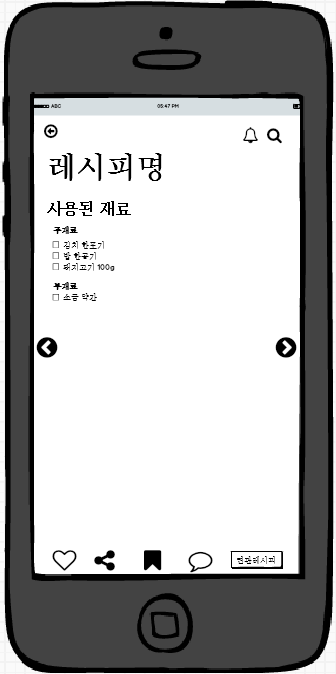 ABC 05:47 PM
레시피명
사용된 재료
주재료
김치 한포기
밥 한공기
돼지고기 100g
부재료
소금 약간
연관레시피